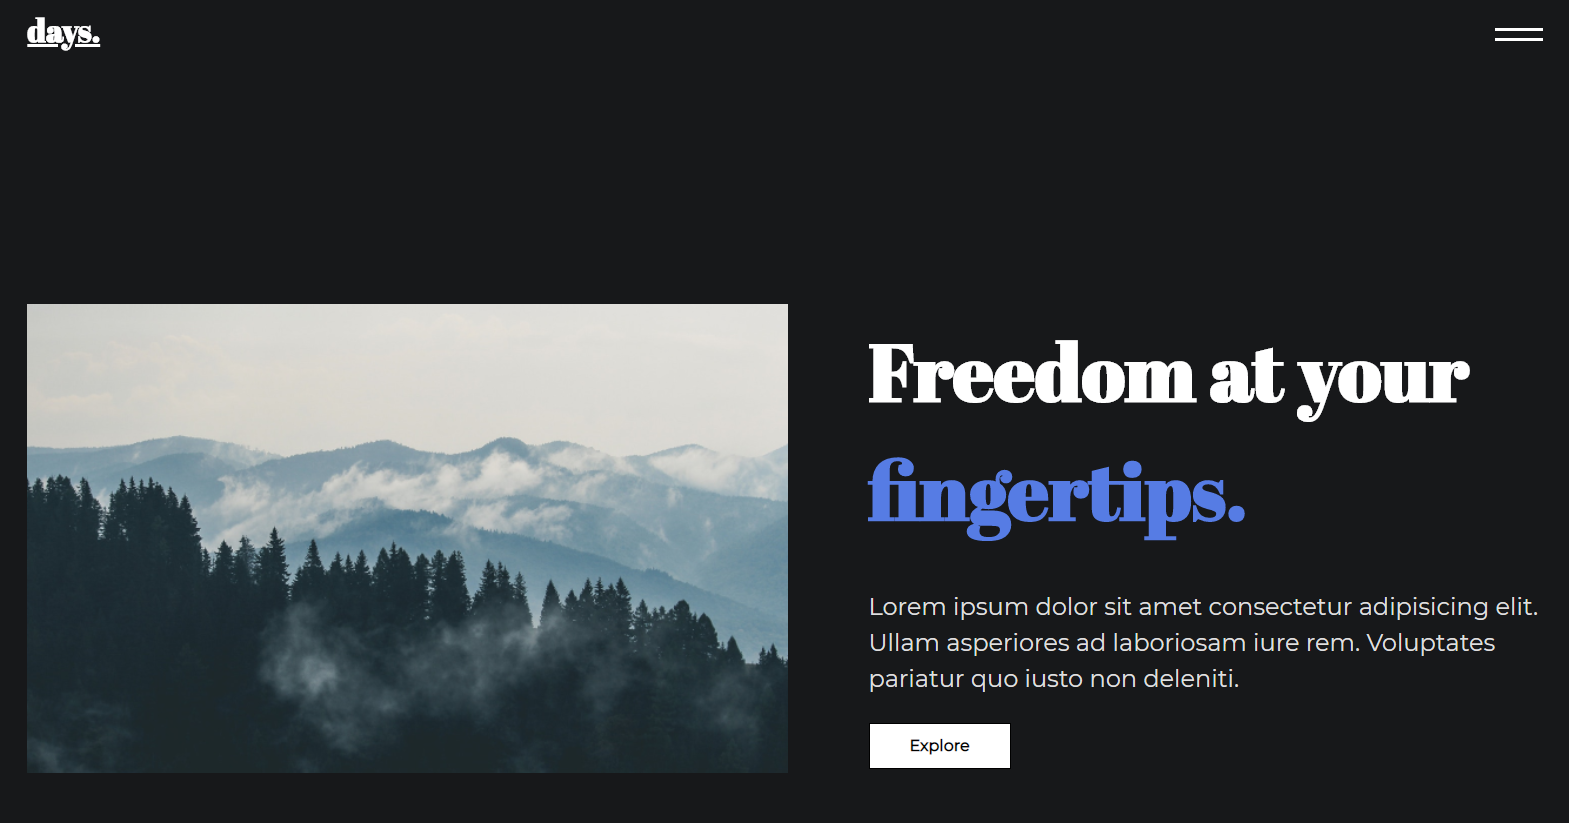 days.
Freedom at your
fingertips.
Lorem ipsum dolor sit amet consectetur adipisicing elit.
Ullam asperiores ad laboriosam iure rem. Voluptates
pariatur quo iusto non deleniti.
Explore